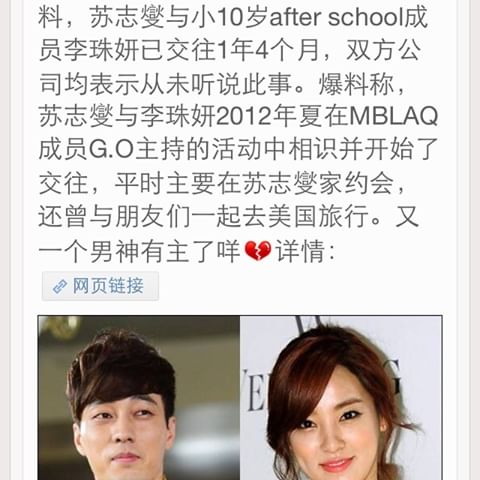 料，苏志燮与小10岁after school成
员李珠妍已交往1年4个月，双方公
司均表示从未听说此事。爆料称，
苏志燮与李珠妍2012年夏在MBLAQ
成员G.O主持的活动中相识并开始了
交往，平时主要在苏志燮家约会，
还曾与朋友们一起去美国旅行。又
一个男神有主了咩💔详情：
网页链接